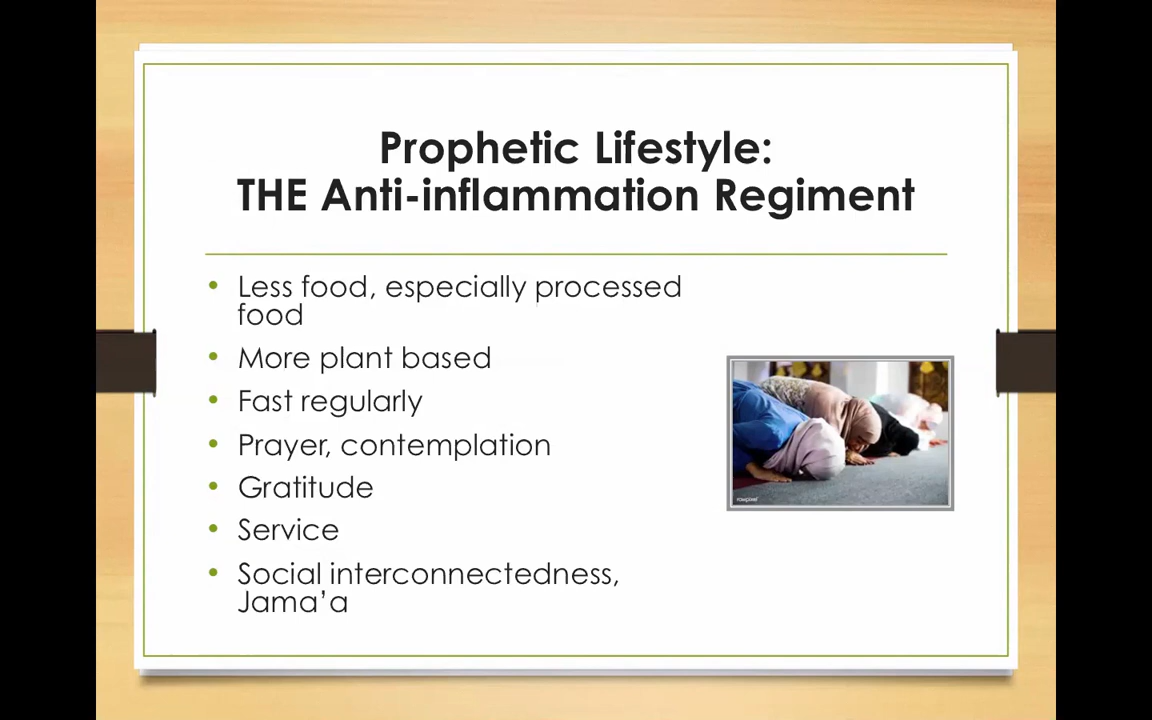 Prophetic Lifestyle:
THE Anti-inflammation Regiment
• Less food, especially processed
food
• More plant based
• Fast regularly
• Prayer, contemplation
• Gratitude
• Service
• Social interconnectedness,
Jama’a
rawpixel